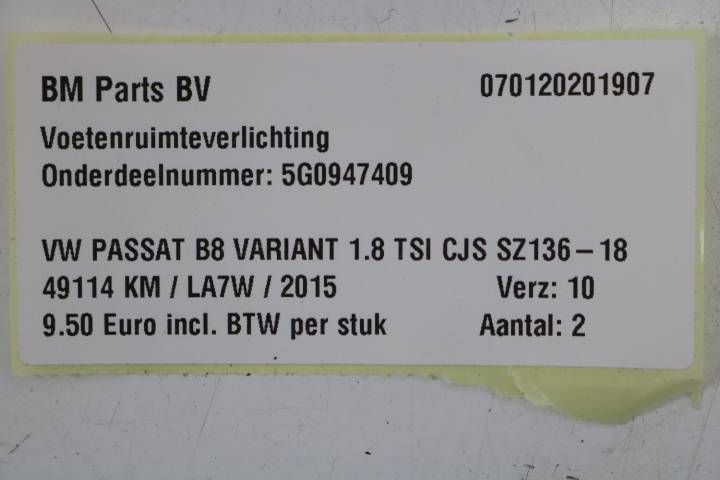 BM Parts BV 070120201907
Voetenruimteverlichting
Onderdeelnummer: 5G0947409
VW PASSAT B8 VARIANT 1.8 TSI CJS SZ136-18
49114 KM / LA7W / 2015 Verz: 10
9.50 Euro incl. BTW per stuk Aantal: 2